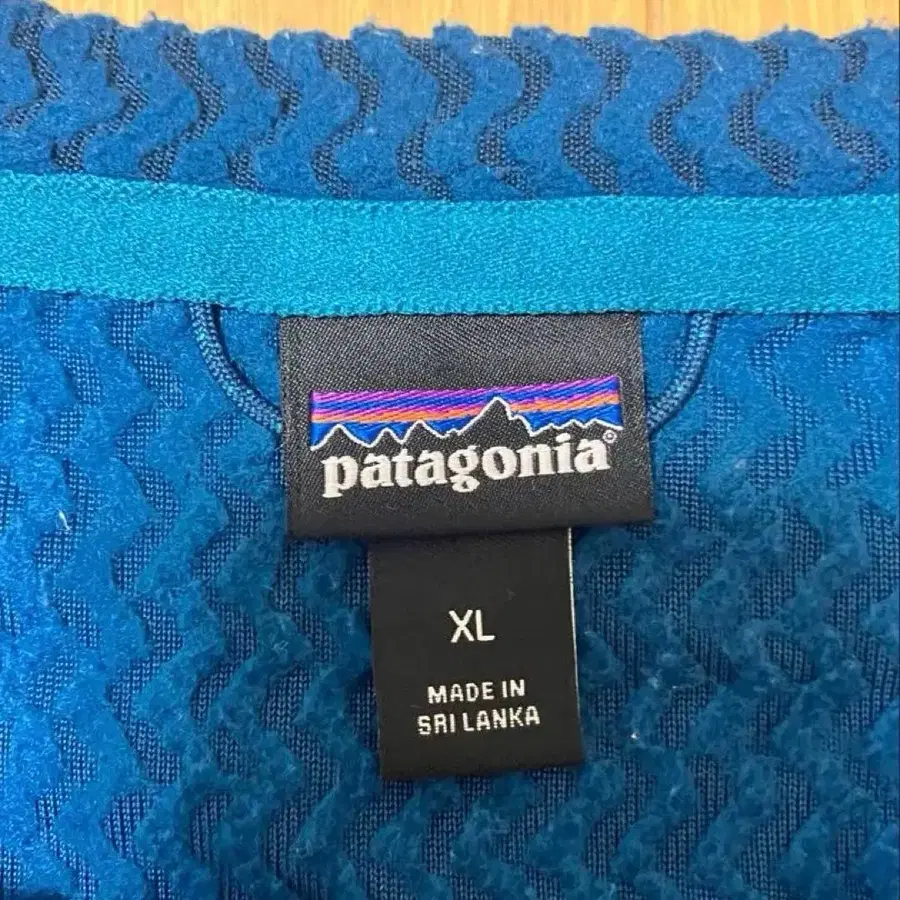 patagonia®
XL
MADE IN
SRI LANKA